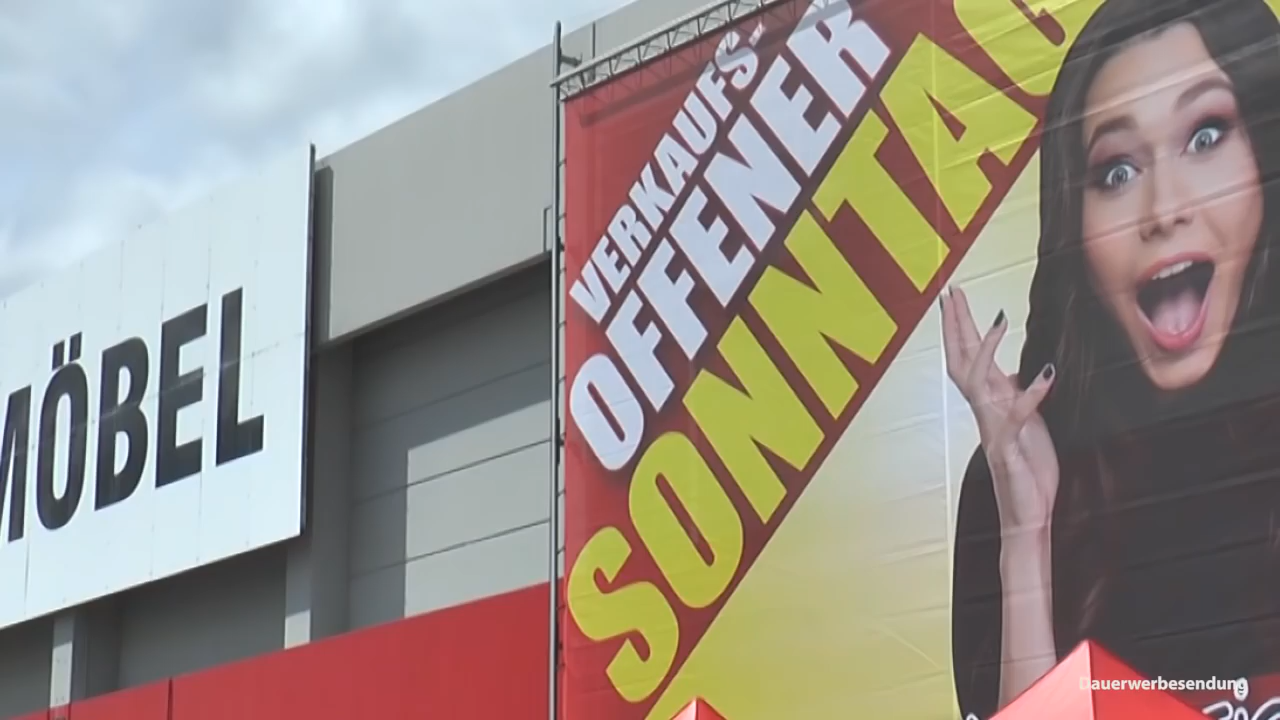 MÖBEL
VERKAUFS-
OFFENER
SONNTAG
Dauerwerbesendung